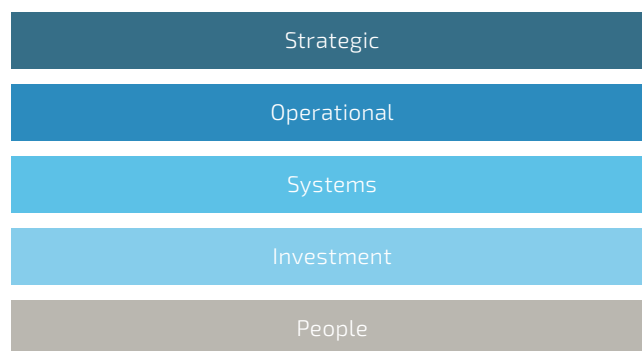 Strategic
Operational
Systems
Investment
People